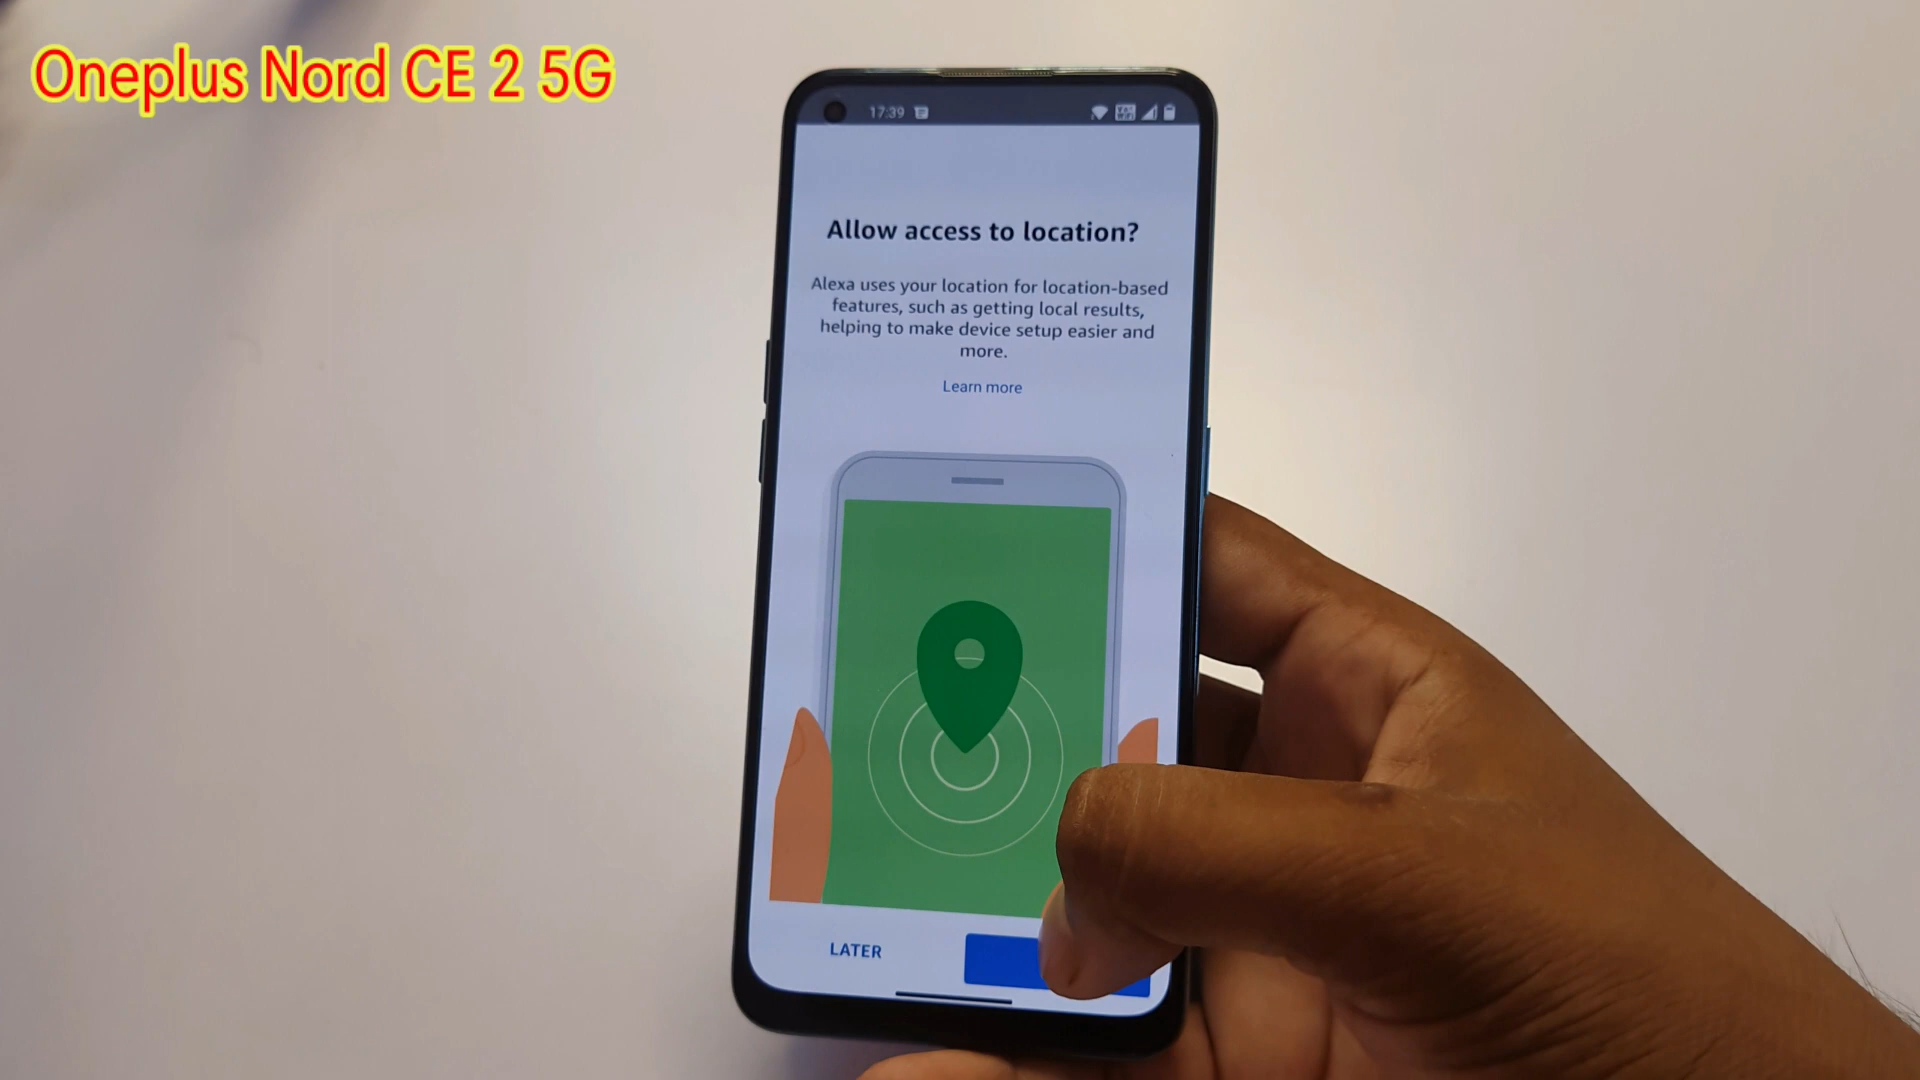 Oneplus Nord CE 2 5G
17:39
Allow access to location?
Alexa uses your location for location-based
features, such as getting local results,
helping to make device setup easier and
more.
Learn more
LATER